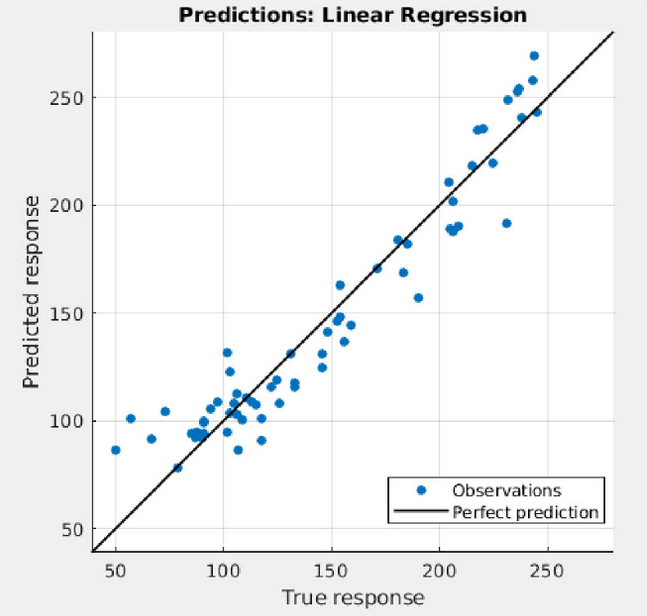 Predictions: Linear Regression
250
200
150
100
50
Predicted response
Observations
Perfect prediction
50 100 150 200 250
True response